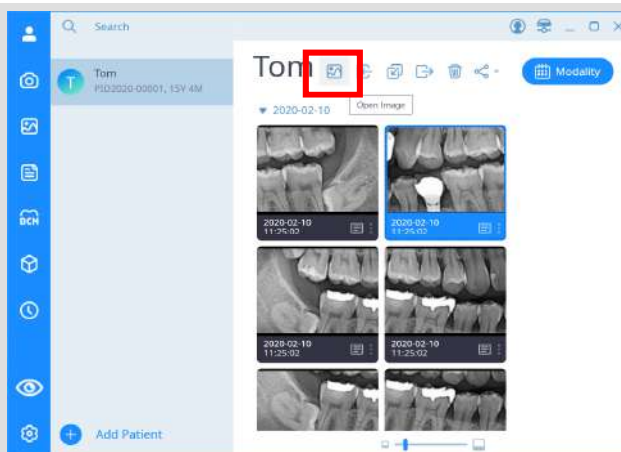 Search
Tom
PID2020-00001, 15Y 4M
Tom
Modality
Open Image
2020-02-10
2020-02-10
11:25:02
2020-02-10
11:25:02
2020-02-10
11:25:02
2020-02-10
11:25:02
DCM
Add Patient
T